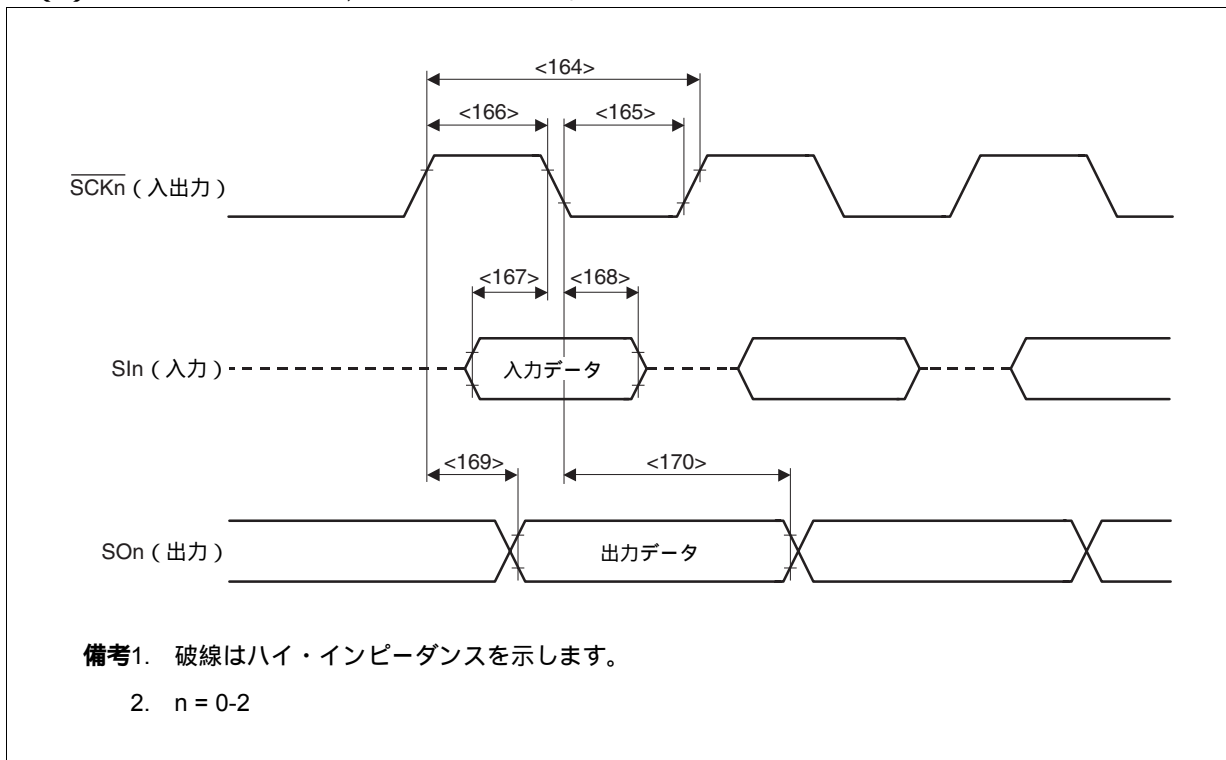 <164>
<166> <165>
SCKn（入出力）
<167> <168>
SIn（入力） 入力データ
<169> <170>
SOn（出力） 出力データ
備考1. 破線はハイ・インピーダンスを示します。
2. n = 0-2